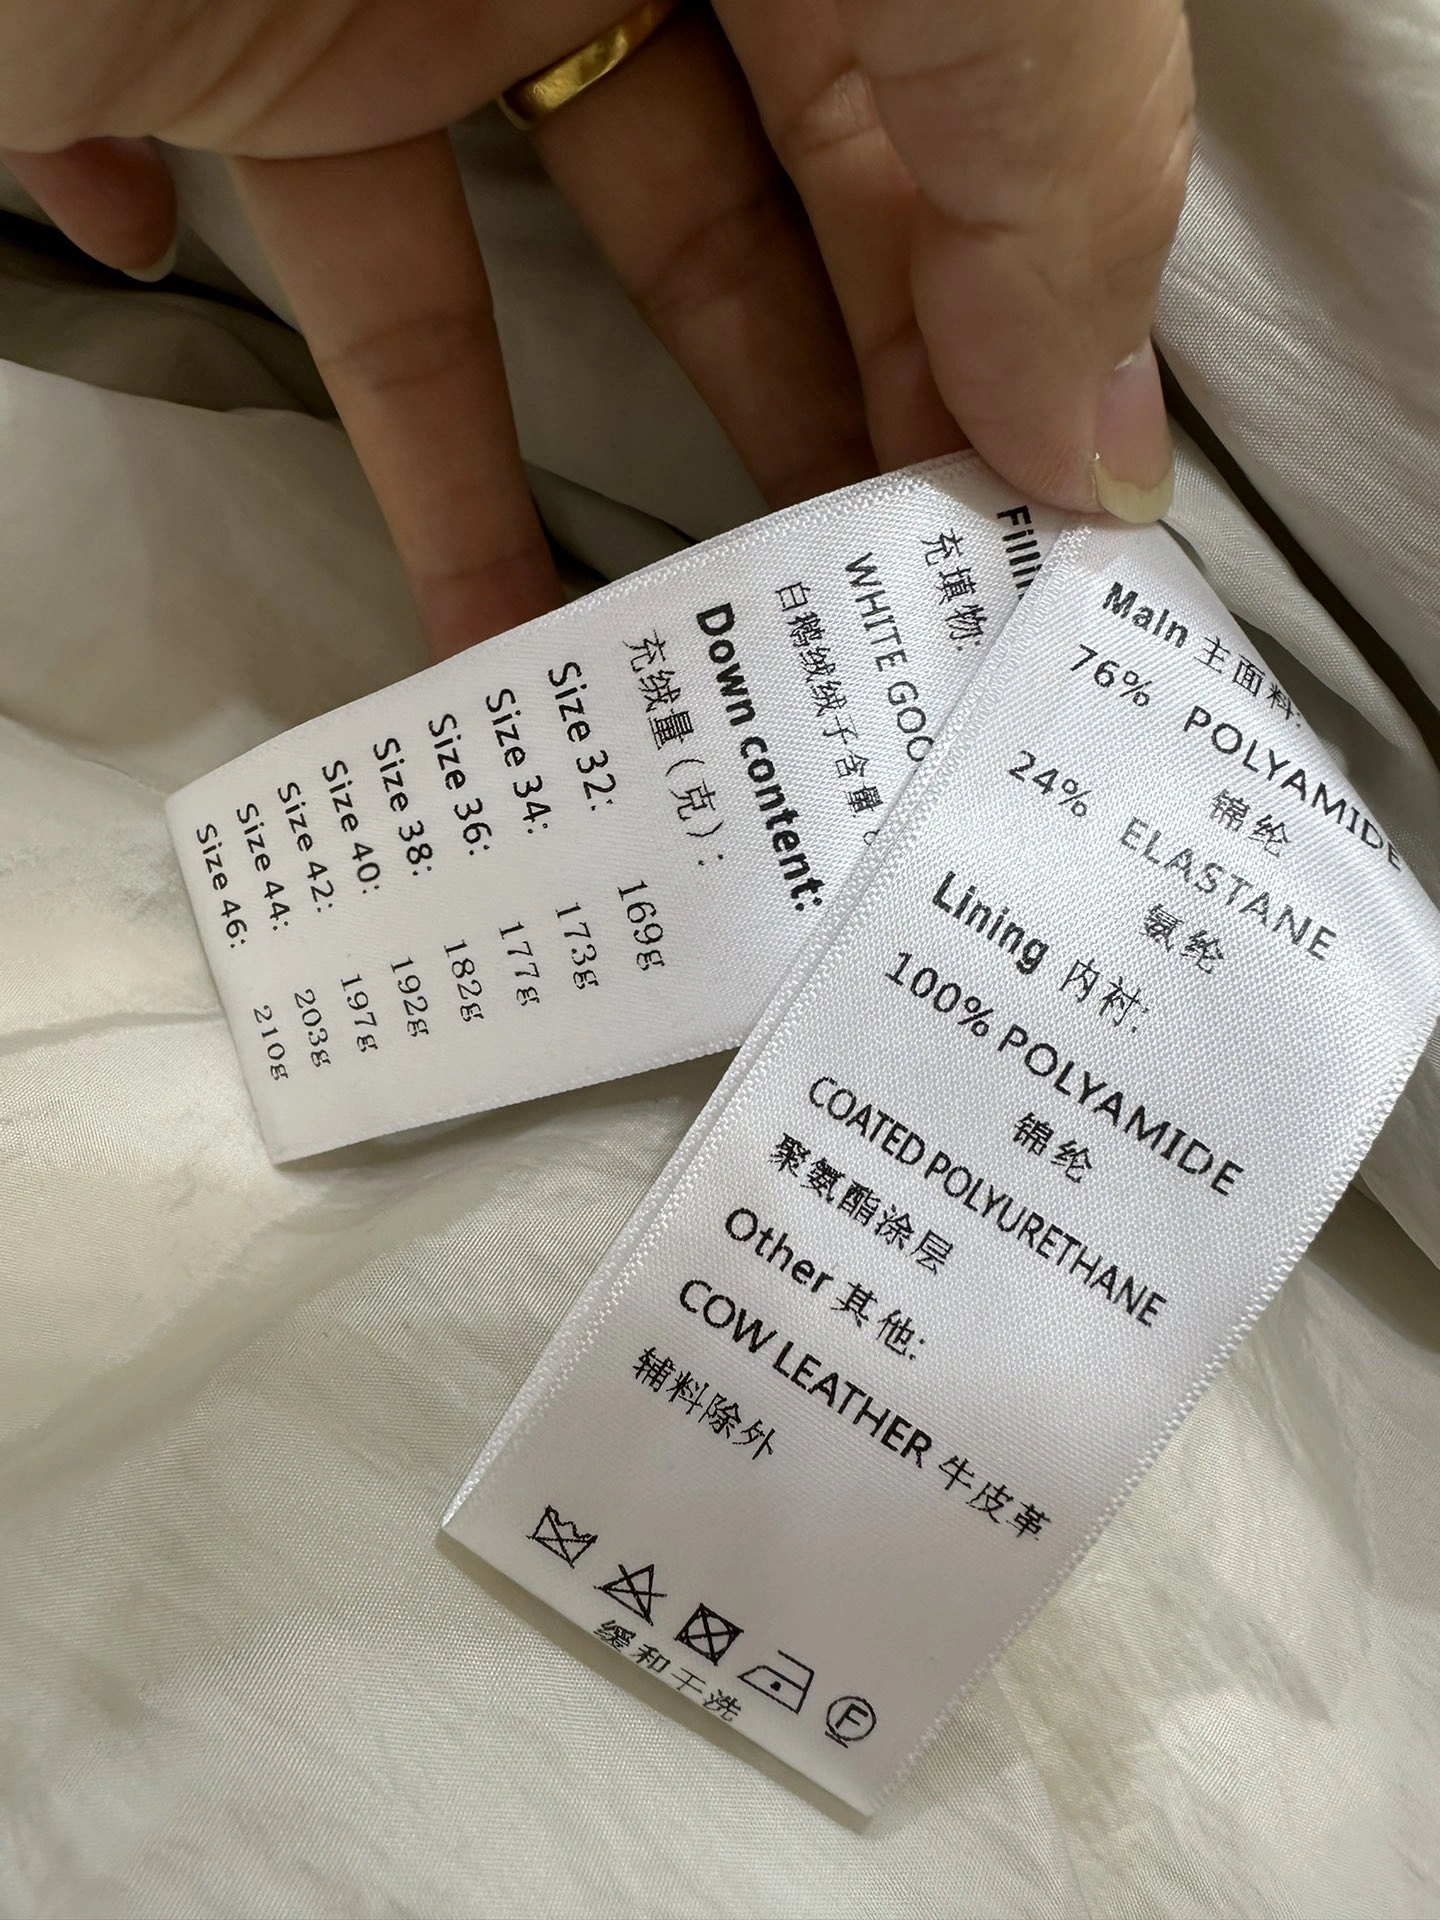 Main 主面料:
76% POLYAMIDE
锦纶
24% ELASTANE
氨纶
Lining 内衬:
100% POLYAMIDE
锦纶
COATED POLYURETHANE
聚氨酯涂层
Other 其他:
COW LEATHER 牛皮革
辅料除外
F
缓和干洗
充填物:
WHITE
白鹅绒绒子含量
Down content:
充绒量(克):
Size 32: 169g
Size 34: 173g
Size 36: 177g
Size 38: 182g
Size 40: 192g
Size 42: 197g
Size 44: 203g
Size 46: 210g